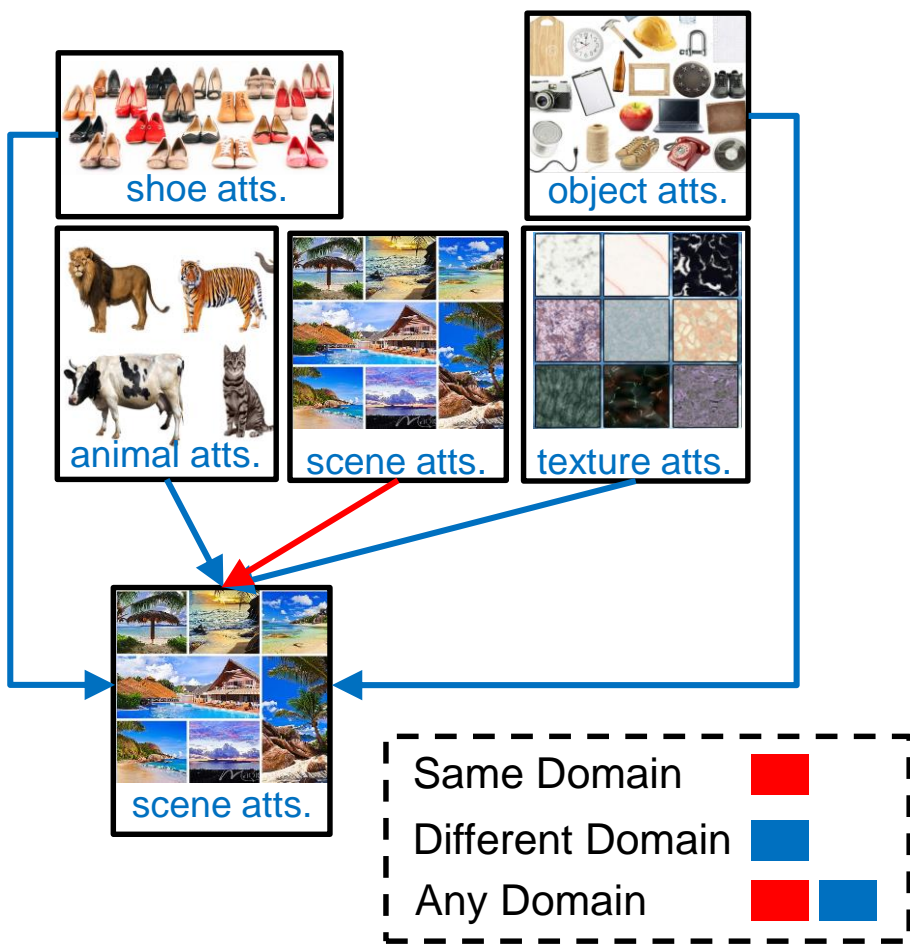 shoe atts.
object atts.
animal atts.
scene atts.
texture atts.
scene atts.
Same Domain
Different Domain
Any Domain